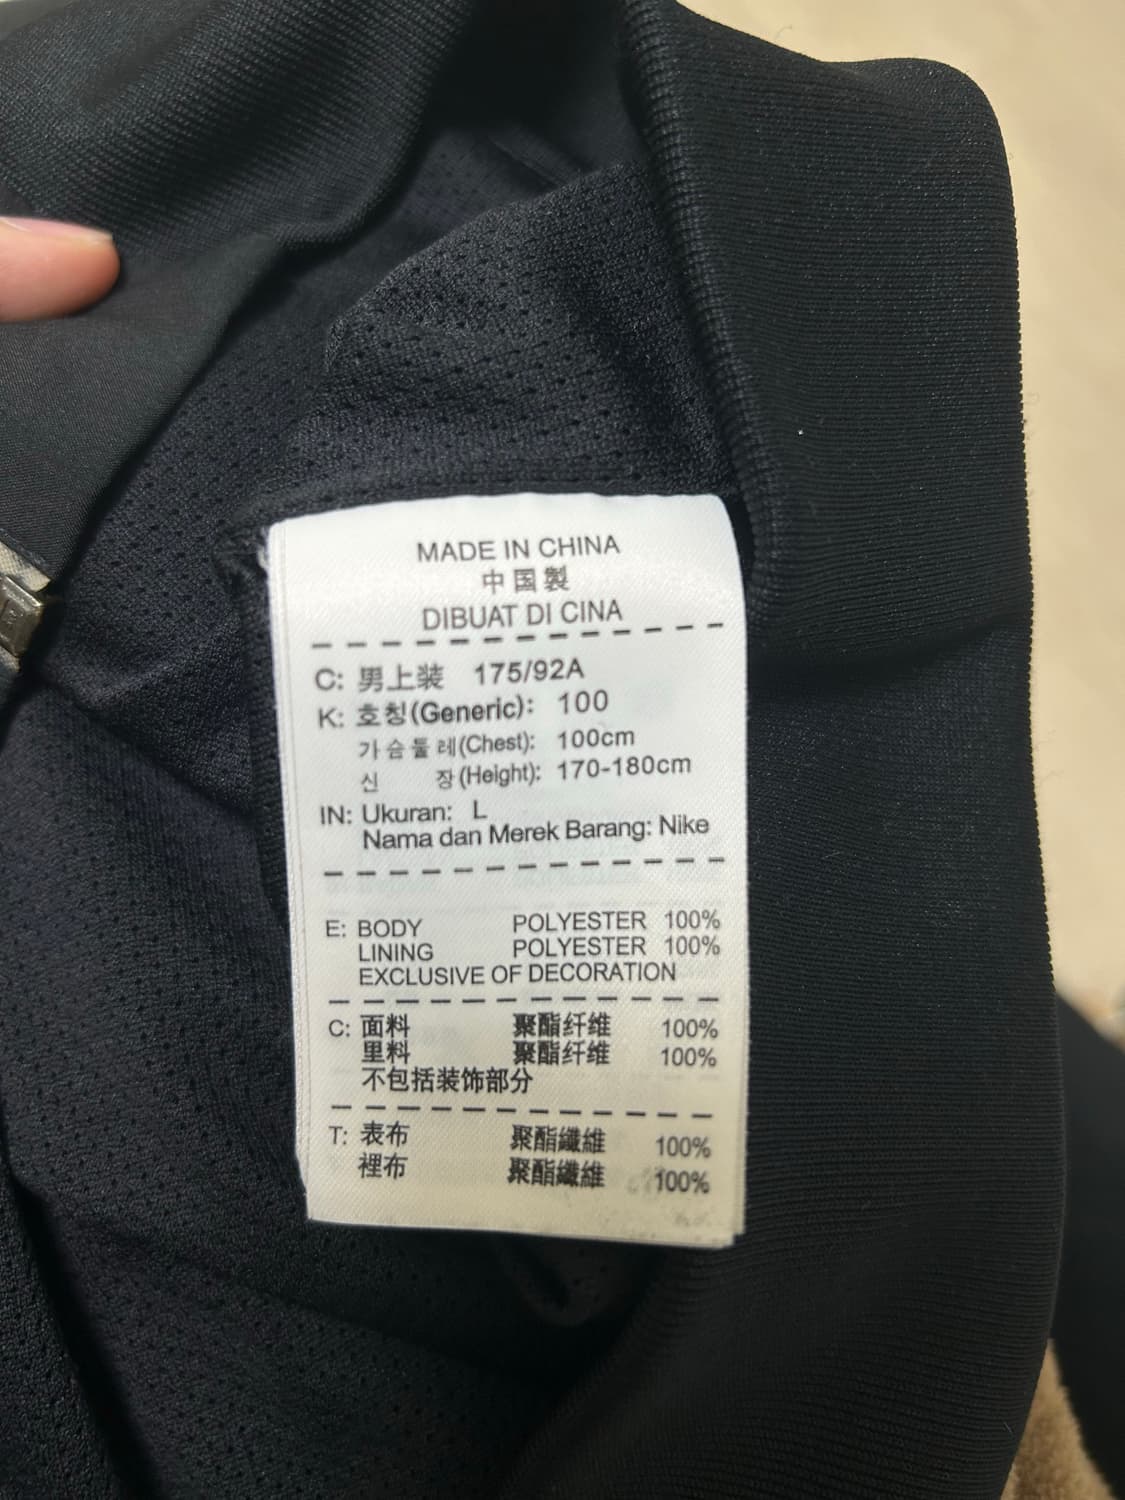 MADE IN CHINA
中国製
DIBUAT DI CINA
C: 男上装 175/92A
K: 호칭(Generic): 100
가슴둘레(Chest): 100cm
신 장(Height): 170-180cm
IN: Ukuran: L
Nama dan Merek Barang: Nike
E: BODY POLYESTER 100%
LINING POLYESTER 100%
EXCLUSIVE OF DECORATION
C: 面料 聚酯纤维 100%
里料 聚酯纤维 100%
不包括装饰部分
T: 表布 聚酯纖維 100%
裡布 聚酯纖維 100%